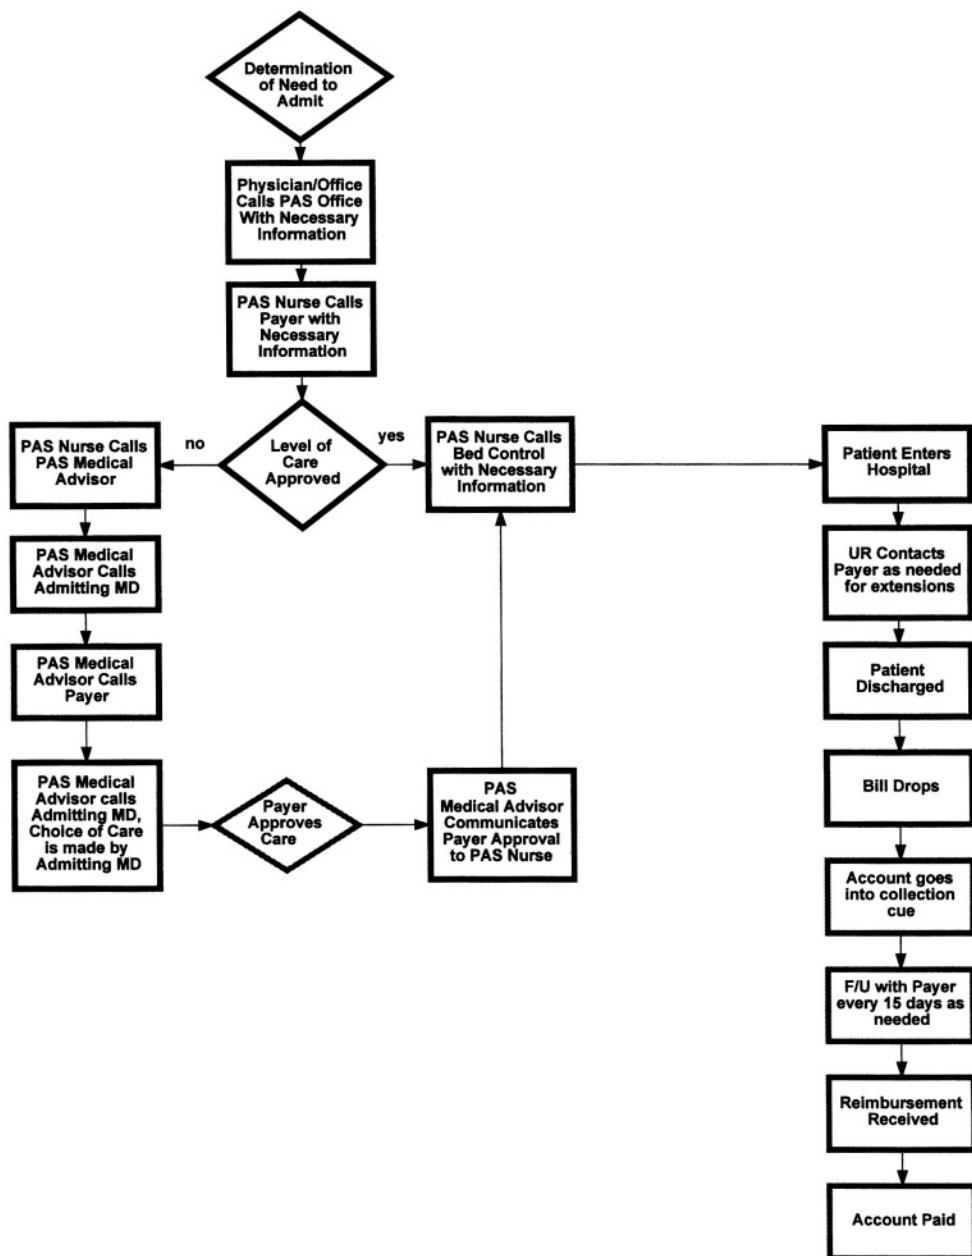 Determination
of Need to
Admit
Physician/Office
Calls PAS Office
With Necessary
Information
PAS Nurse Calls
Payer with
Necessary
Information
Level of
Care
Approved
no
yes
PAS Nurse Calls
PAS Medical
Advisor
PAS Medical
Advisor Calls
Admitting MD
PAS Medical
Advisor Calls
Payer
PAS Medical
Advisor calls
Admitting MD,
Choice of Care
is made by
Admitting MD
Payer
Approves
Care
PAS
Medical Advisor
Communicates
Payer Approval
to PAS Nurse
PAS Nurse Calls
Bed Control
with Necessary
Information
Patient Enters
Hospital
UR Contacts
Payer as needed
for extensions
Patient
Discharged
Bill Drops
Account goes
into collection
cue
F/U with Payer
every 15 days as
needed
Reimbursement
Received
Account Paid